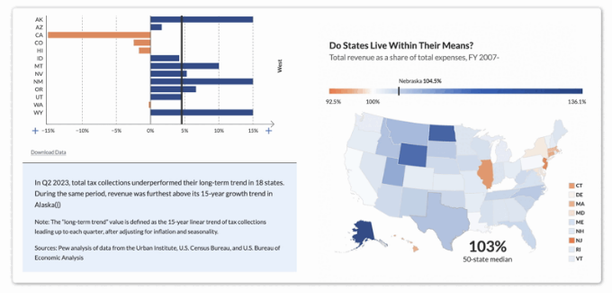 AK
AZ
CA
CO
HI
ID
MT
NV
NM
OR
UT
WA
WY
West
+ -15% -10% -5% 0% 5% 10% 15% +
Download Data
In Q2 2023, total tax collections underperformed their long-term trend in 18 states.
During the same period, revenue was furthest above its 15-year growth trend in
Alaska(j)
Note: The "long-term trend" value is defined as the 15-year linear trend of tax collections
leading up to each quarter, after adjusting for inflation and seasonality.
Sources: Pew analysis of data from the Urban Institute, U.S. Census Bureau, and U.S. Bureau of
Economic Analysis
Do States Live Within Their Means?
Total revenue as a share of total expenses, FY 2007-
Nebraska 104.5%
92.5% 100% 136.1%
CT
DE
MA
MD
ME
NH
NJ
RI
VT
103%
50-state median